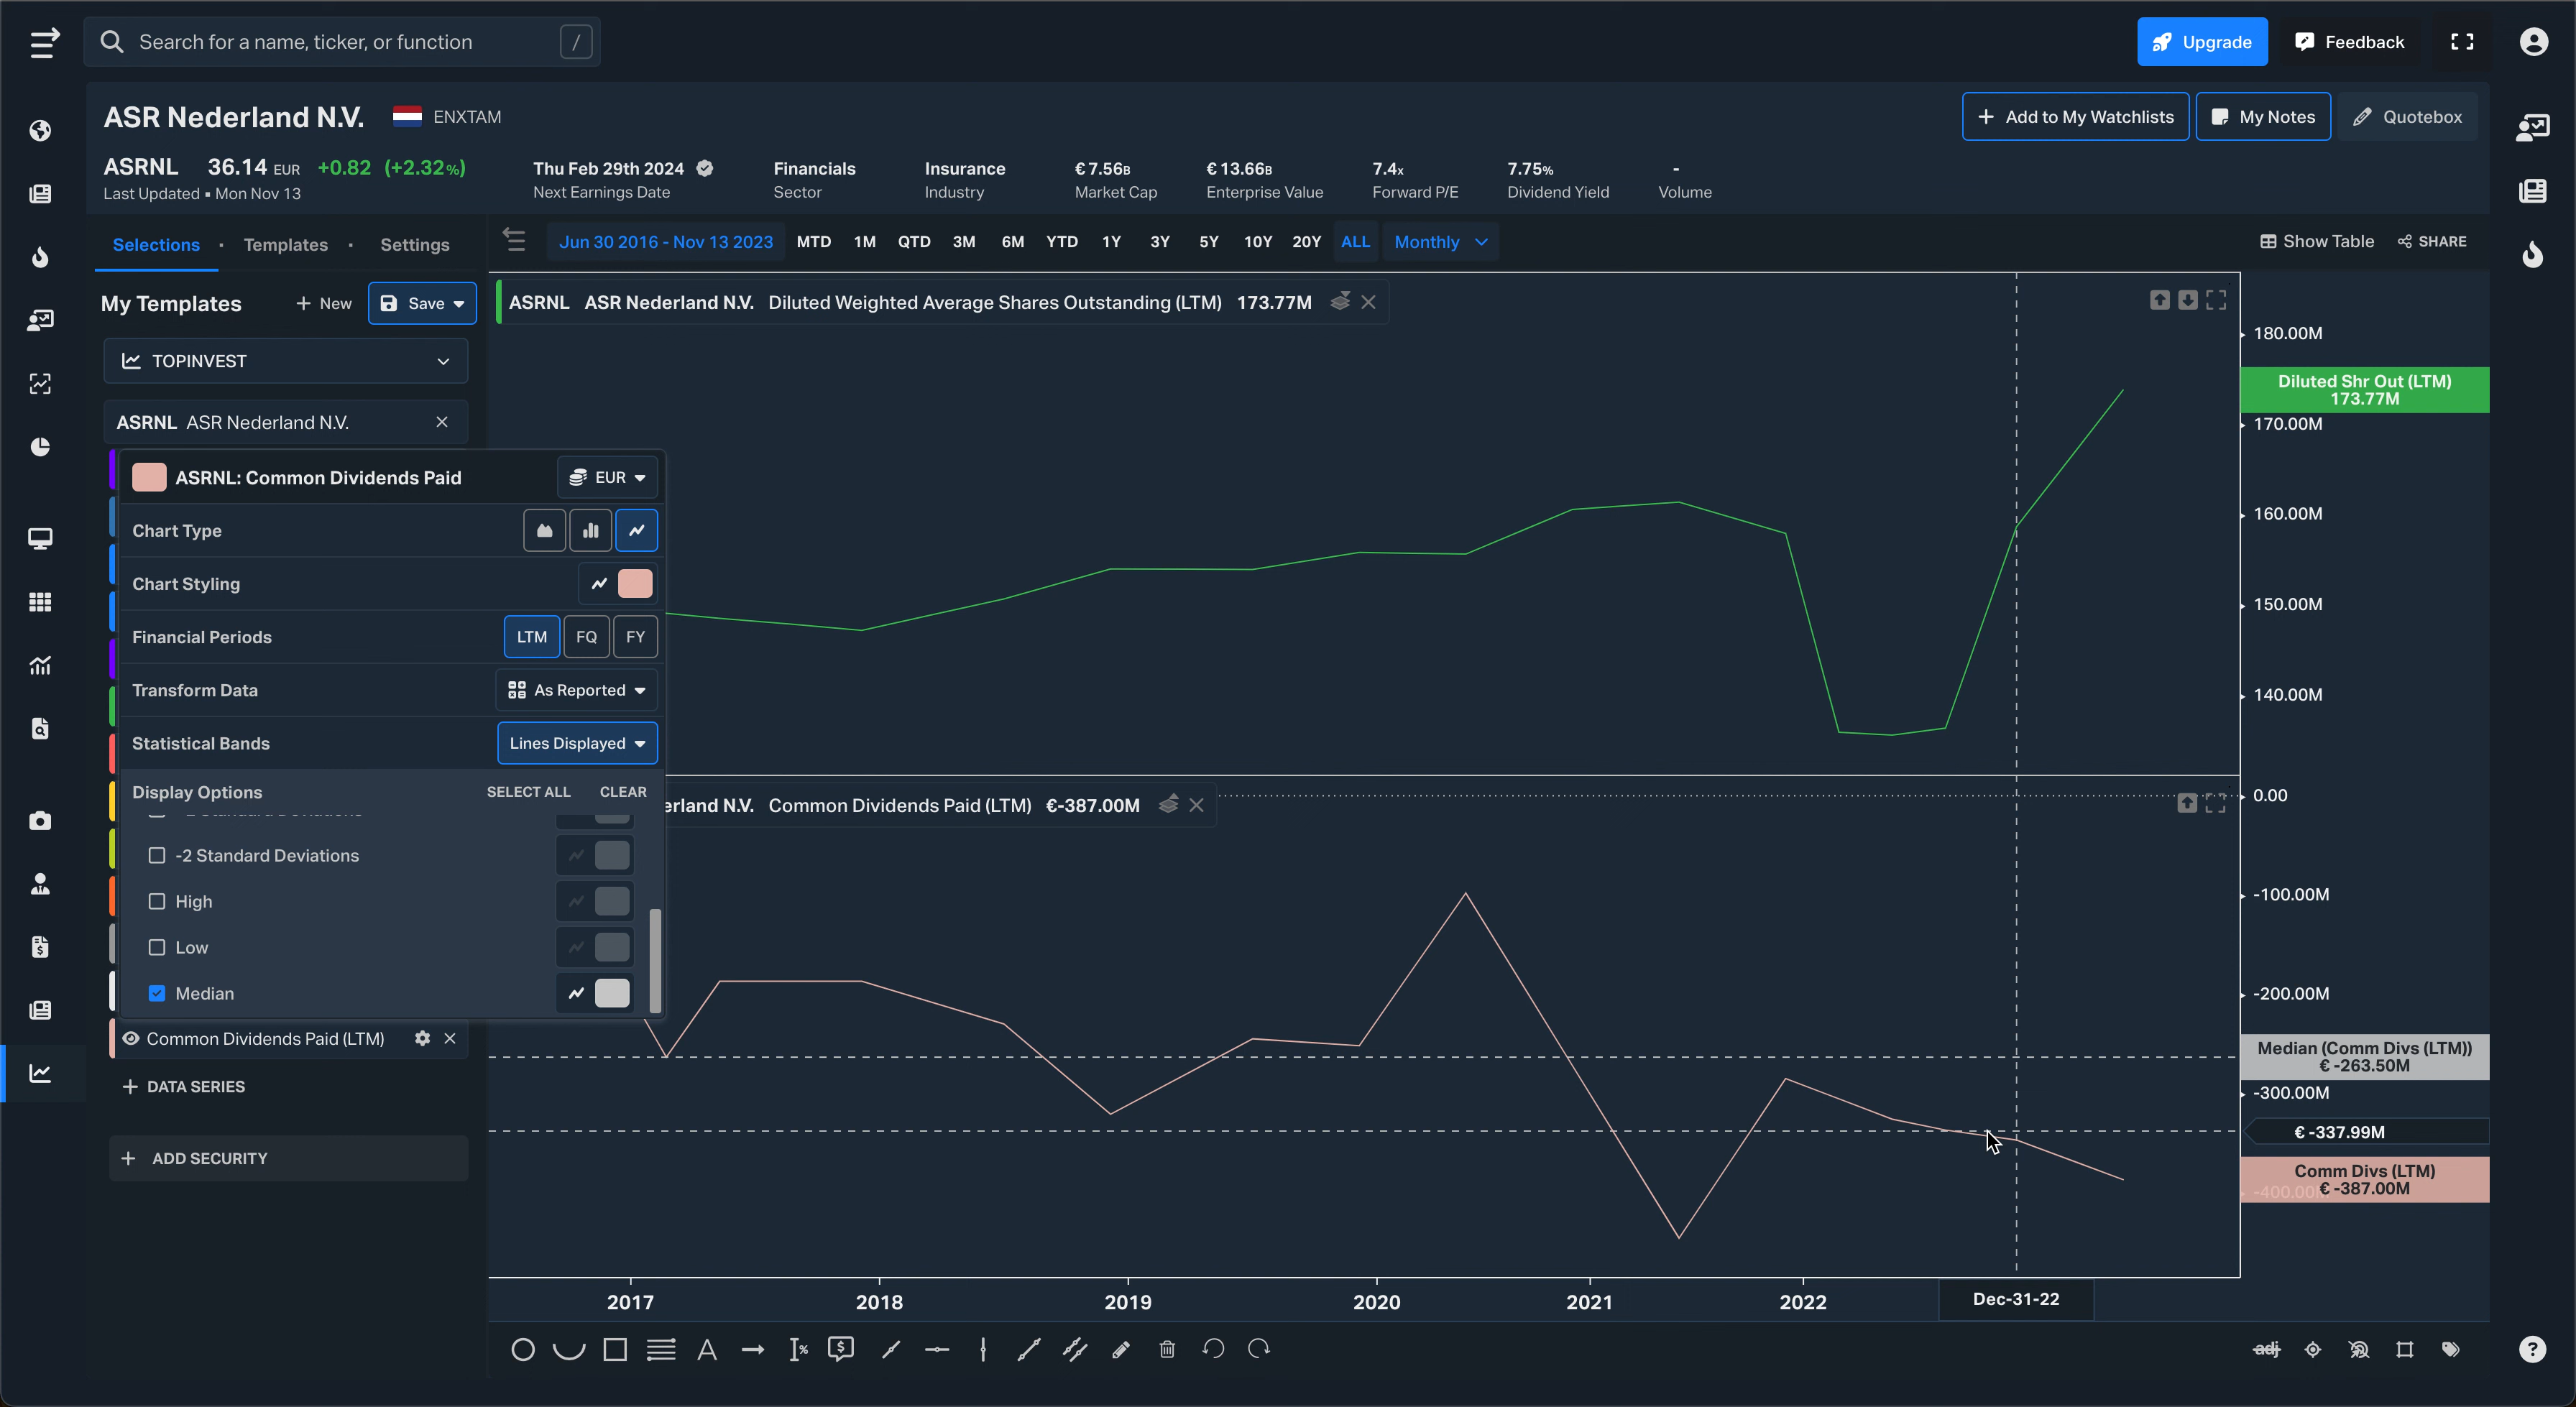 Search for a name, ticker, or function /
Upgrade Feedback
ASR Nederland N.V. ENXTAM
Add to My Watchlists My Notes Quotebox
ASRNL 36.14 EUR +0.82 (+2.32%)
Last Updated ▪ Mon Nov 13
Thu Feb 29th 2024
Next Earnings Date
Financials
Sector
Insurance
Industry
€ 7.56B
Market Cap
€ 13.66B
Enterprise Value
7.4x
Forward P/E
7.75%
Dividend Yield
-
Volume
Selections · Templates · Settings
Jun 30 2016 - Nov 13 2023 MTD 1M QTD 3M 6M YTD 1Y 3Y 5Y 10Y 20Y ALL Monthly
Show Table SHARE
My Templates + New Save
TOPINVEST
ASRNL ASR Nederland N.V.
ASRNL: Common Dividends Paid EUR
Chart Type
Chart Styling
Financial Periods LTM FQ FY
Transform Data As Reported
Statistical Bands Lines Displayed
Display Options SELECT ALL CLEAR
-2 Standard Deviations
High
Low
Median
Common Dividends Paid (LTM)
+ DATA SERIES
+ ADD SECURITY
ASRNL ASR Nederland N.V. Diluted Weighted Average Shares Outstanding (LTM) 173.77M
180.00M
Diluted Shr Out (LTM)
173.77M
170.00M
160.00M
150.00M
140.00M
erland N.V. Common Dividends Paid (LTM) €-387.00M
0.00
-100.00M
-200.00M
Median (Comm Divs (LTM))
€ -263.50M
-300.00M
€ -337.99M
Comm Divs (LTM)
€ -387.00M
2017 2018 2019 2020 2021 2022 Dec-31-22
A % $ adj ?